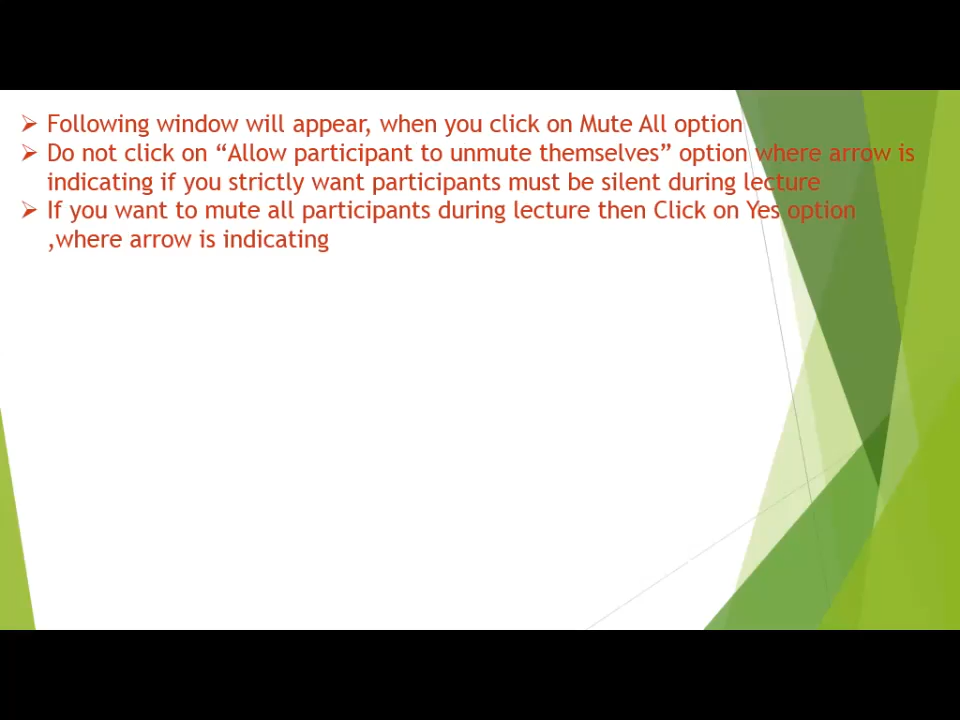 ➢ Following window will appear, when you click on Mute All option
➢ Do not click on “Allow participant to unmute themselves” option where arrow is
indicating if you strictly want participants must be silent during lecture
➢ If you want to mute all participants during lecture then Click on Yes option
,where arrow is indicating